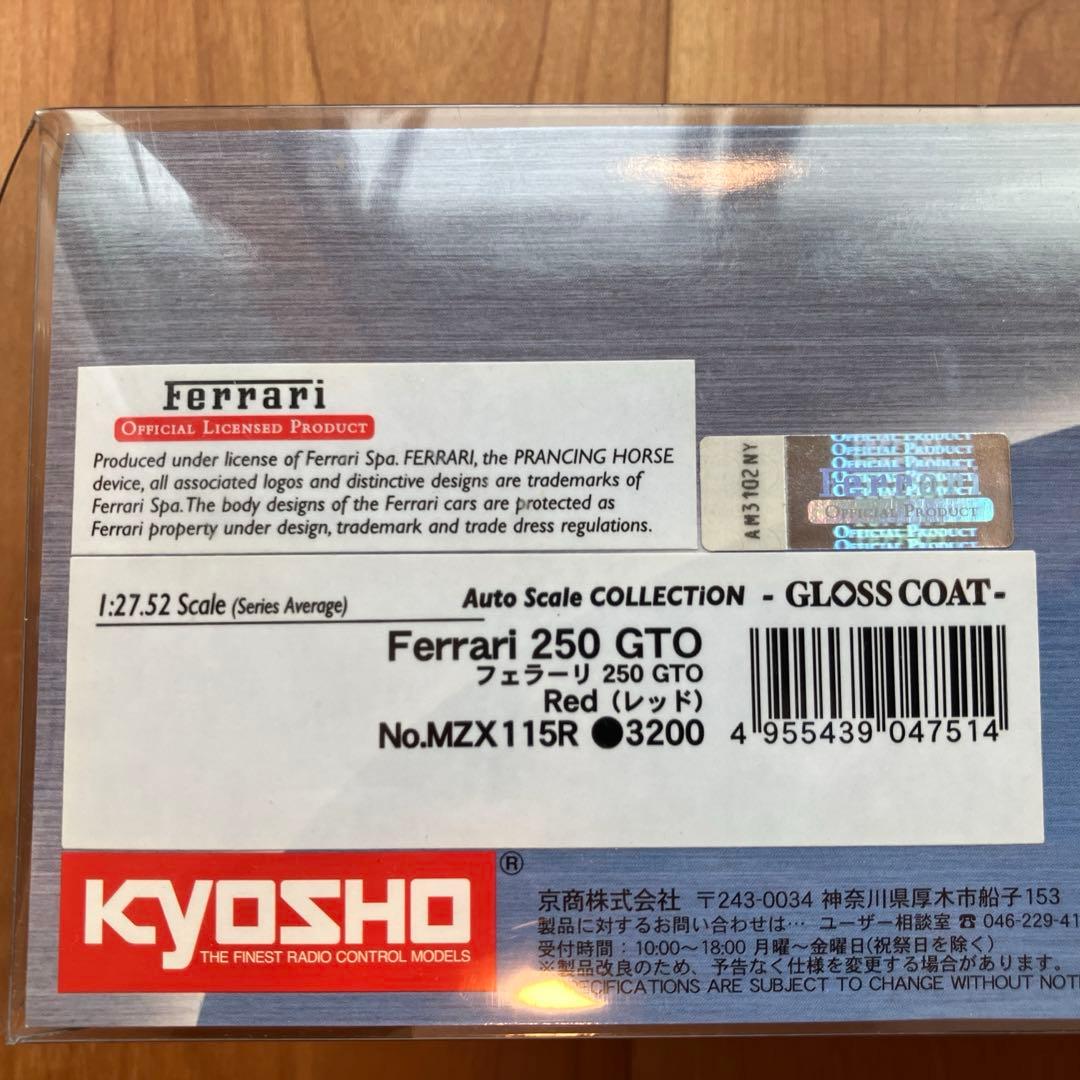 Ferrari
OFFICIAL LICENSED PRODUCT
Produced under license of Ferrari Spa. FERRARI, the PRANCING HORSE
device, all associated logos and distinctive designs are trademarks of
Ferrari Spa. The body designs of the Ferrari cars are protected as
Ferrari property under design, trademark and trade dress regulations.
AM3102NY
OFFICIAL PRODUCT
OFFICIAL PRODUCT
OFFICIAL PRODUCT
Ferrari
OFFICIAL PRODUCT
OFFICIAL PRODUCT
OFFICIAL PRODUCT
1:27.52 Scale (Series Average)
Auto Scale COLLECTiON - GLOSS COAT-
Ferrari 250 GTO
フェラーリ 250 GTO
Red (レッド)
No.MZX115R ●3200
4 955439 047514
KYOSHO ®
THE FINEST RADIO CONTROL MODELS
京商株式会社 〒243-0034 神奈川県厚木市船子153
製品に対するお問い合わせは… ユーザー相談室 ☎ 046-229-41
受付時間：10:00～18:00 月曜～金曜日(祝祭日を除く)
※製品改良のため、予告なく仕様を変更する場合があります。
ARE SUBJECT TO CHANGE WITHOUT